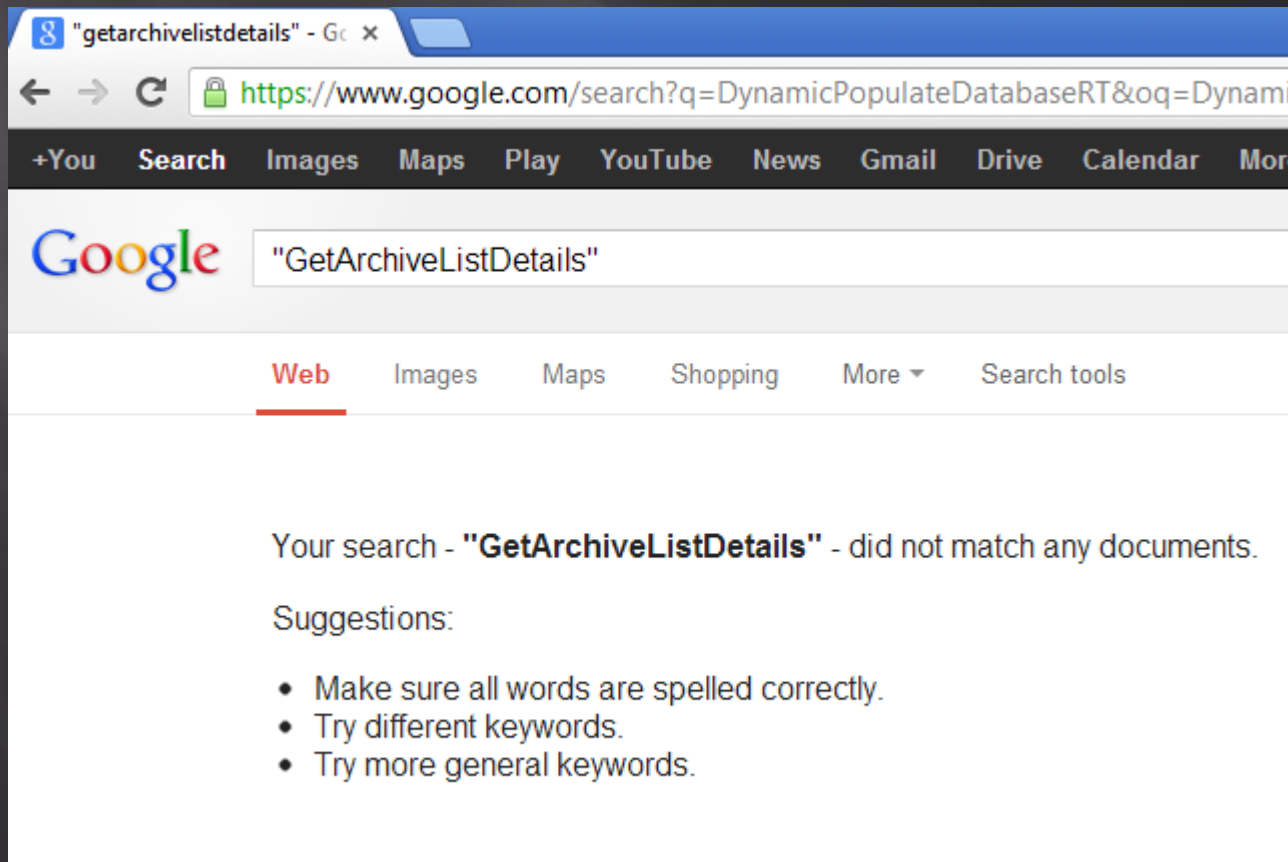 "getarchivelistdetails" - Go
https://www.google.com/search?q=DynamicPopulateDatabaseRT&oq=Dynami
+You Search Images Maps Play YouTube News Gmail Drive Calendar More
Google "GetArchiveListDetails"
Web Images Maps Shopping More Search tools
Your search - "GetArchiveListDetails" - did not match any documents.
Suggestions:
• Make sure all words are spelled correctly.
• Try different keywords.
• Try more general keywords.